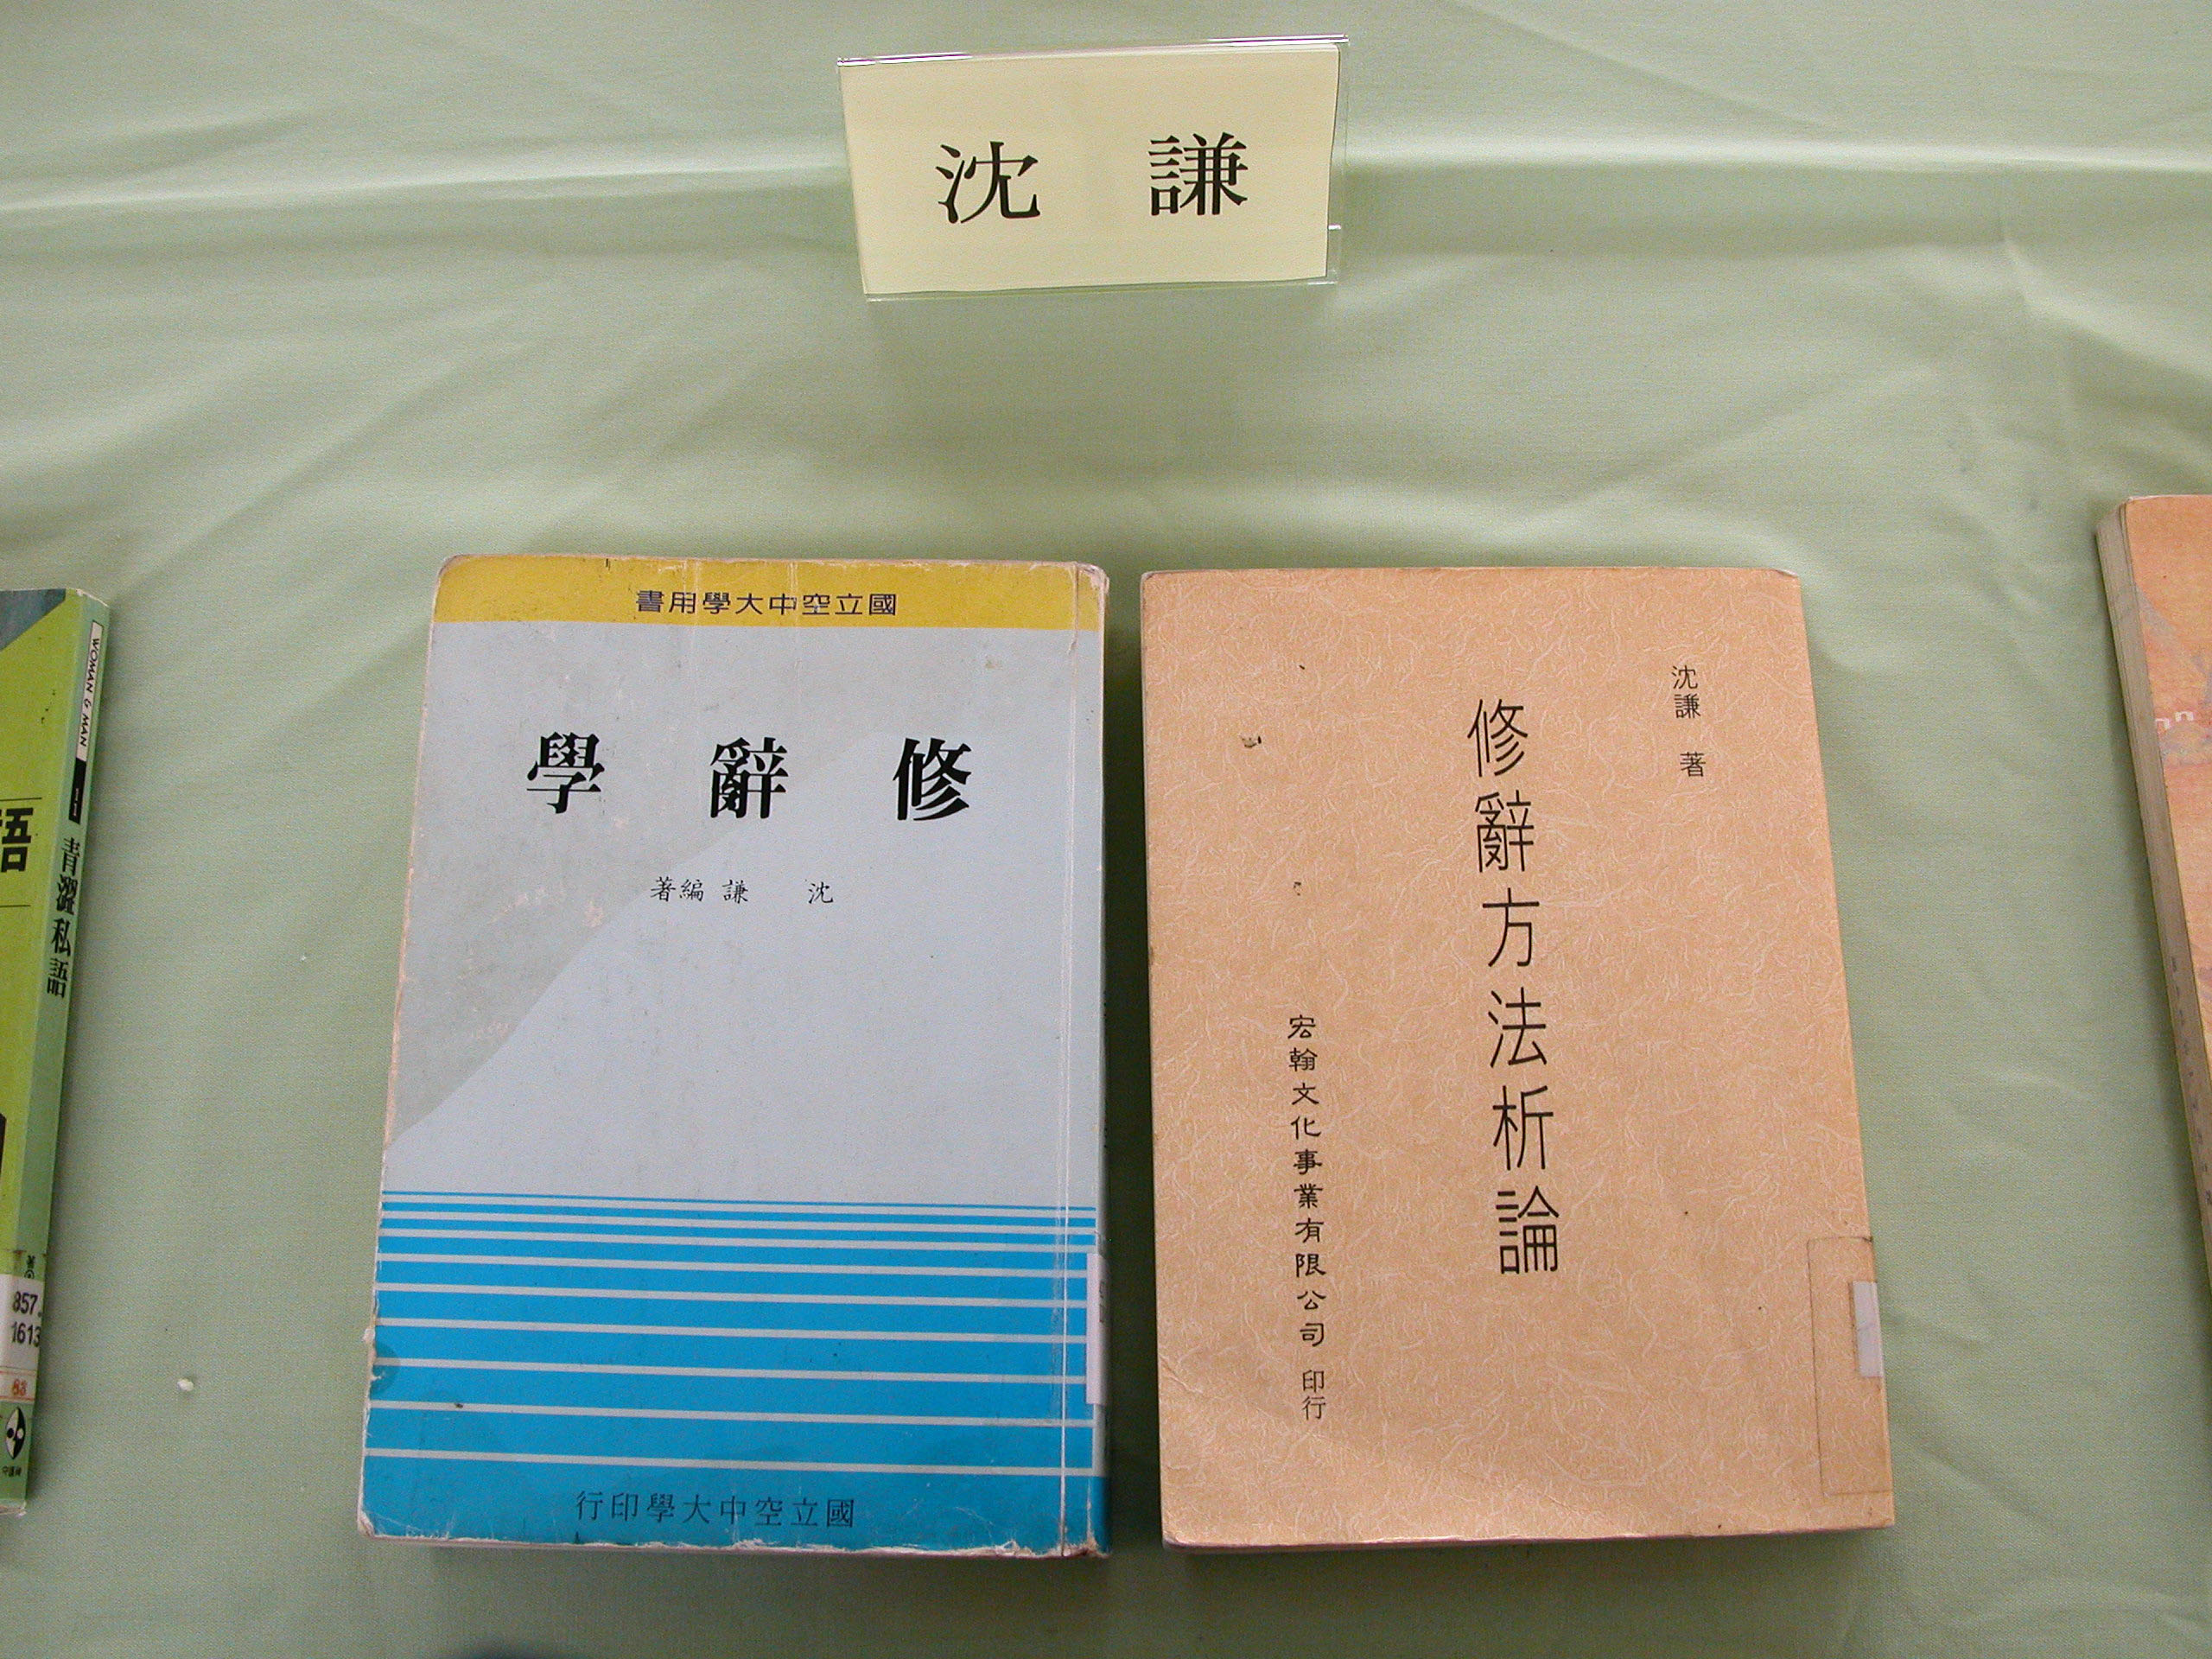 沈 謙
國立空中大學用書
修辭學
沈 謙 編著
國立空中大學印行
沈謙 著
修辭方法析論
宏翰文化事業有限公司 印行
WOMAN & MAN
青澀私語
語
857.
1613
83